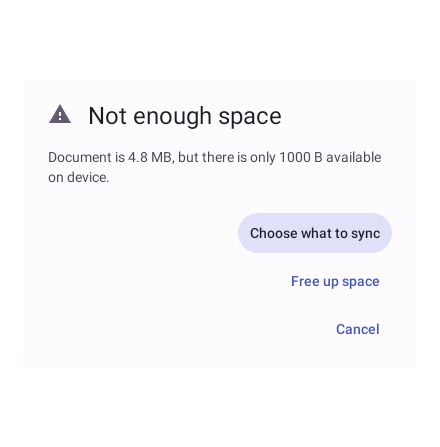 Not enough space
Document is 4.8 MB, but there is only 1000 B available
on device.
Choose what to sync
Free up space
Cancel